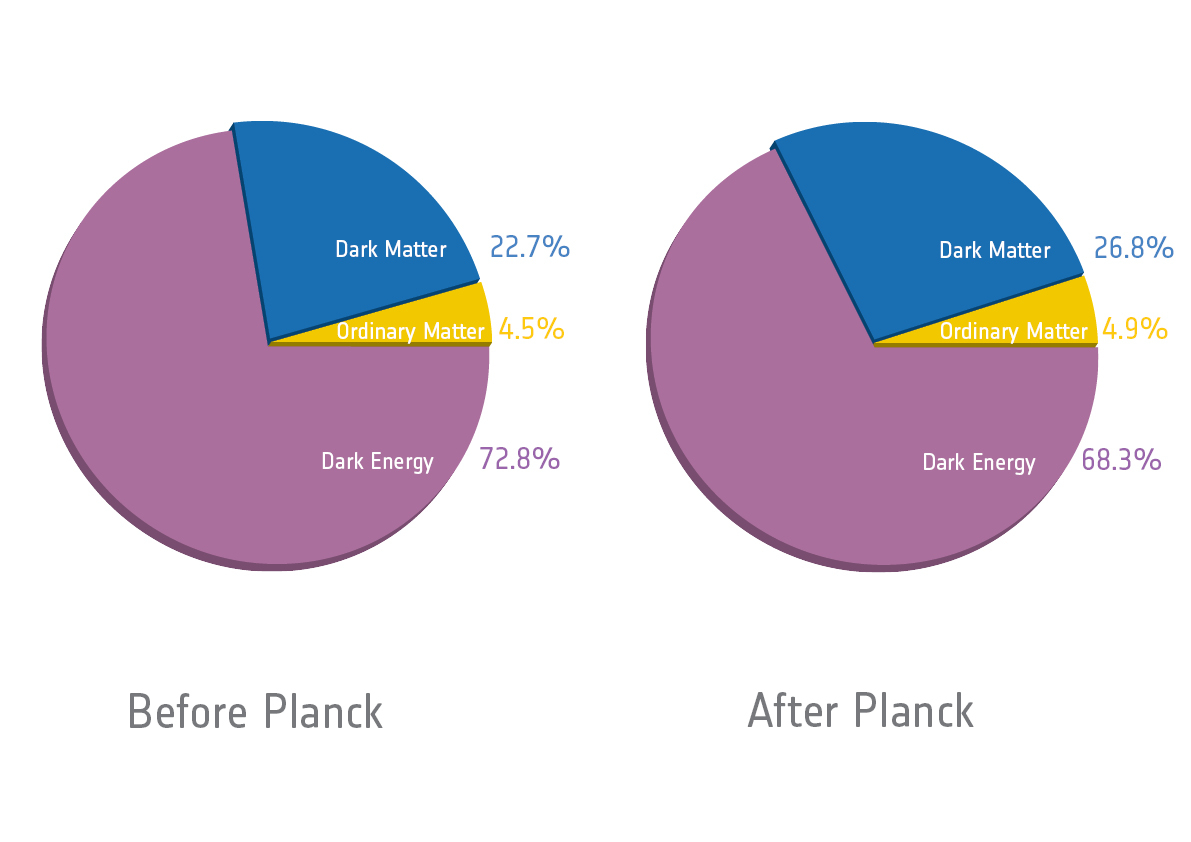 Dark Matter 22.7%
Ordinary Matter 4.5%
Dark Energy 72.8%
Before Planck
Dark Matter 26.8%
Ordinary Matter 4.9%
Dark Energy 68.3%
After Planck